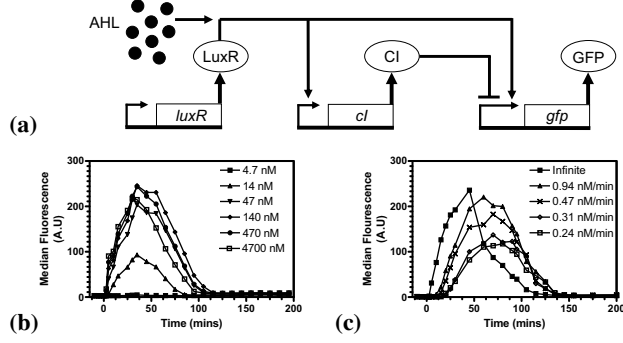 AHL
LuxR
CI
GFP
luxR
cI
gfp
(a)
300
200
100
0
Median Fluorescence
(A.U)
0 50 100 150 200
Time (mins)
4.7 nM
14 nM
47 nM
140 nM
470 nM
4700 nM
(b)
300
200
100
0
Median Flourescence
(A.U)
0 50 100 150 200
Time (mins)
Infinite
0.94 nM/min
0.47 nM/min
0.31 nM/min
0.24 nM/min
(c)